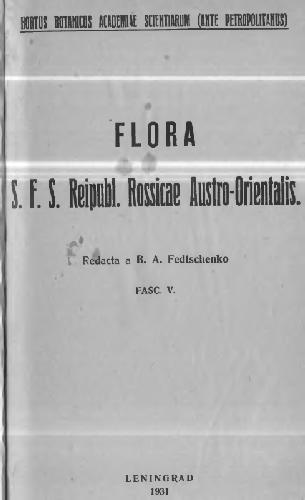 HORTUS BOTANICUS ACADEMIAE SCIENTIARUM (ANTE PETROPOLITANUS)
FLORA
S. F. S. Reipubl. Rossicae Austro-Orientalis.
Redacta a B. A. Fedtschenko
FASC. V.
LENINGRAD
1931